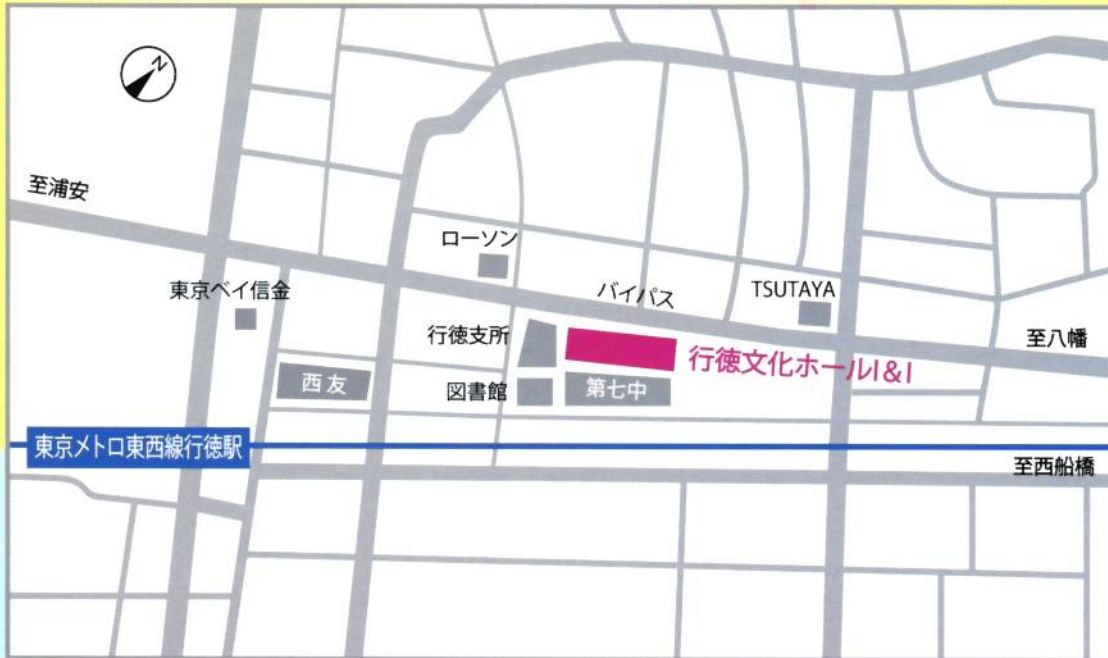 N
至浦安
ローソン
東京ベイ信金
バイパス
TSUTAYA
行徳支所
至八幡
行徳文化ホールI&I
西友
図書館
第七中
東京メトロ東西線行徳駅
至西船橋